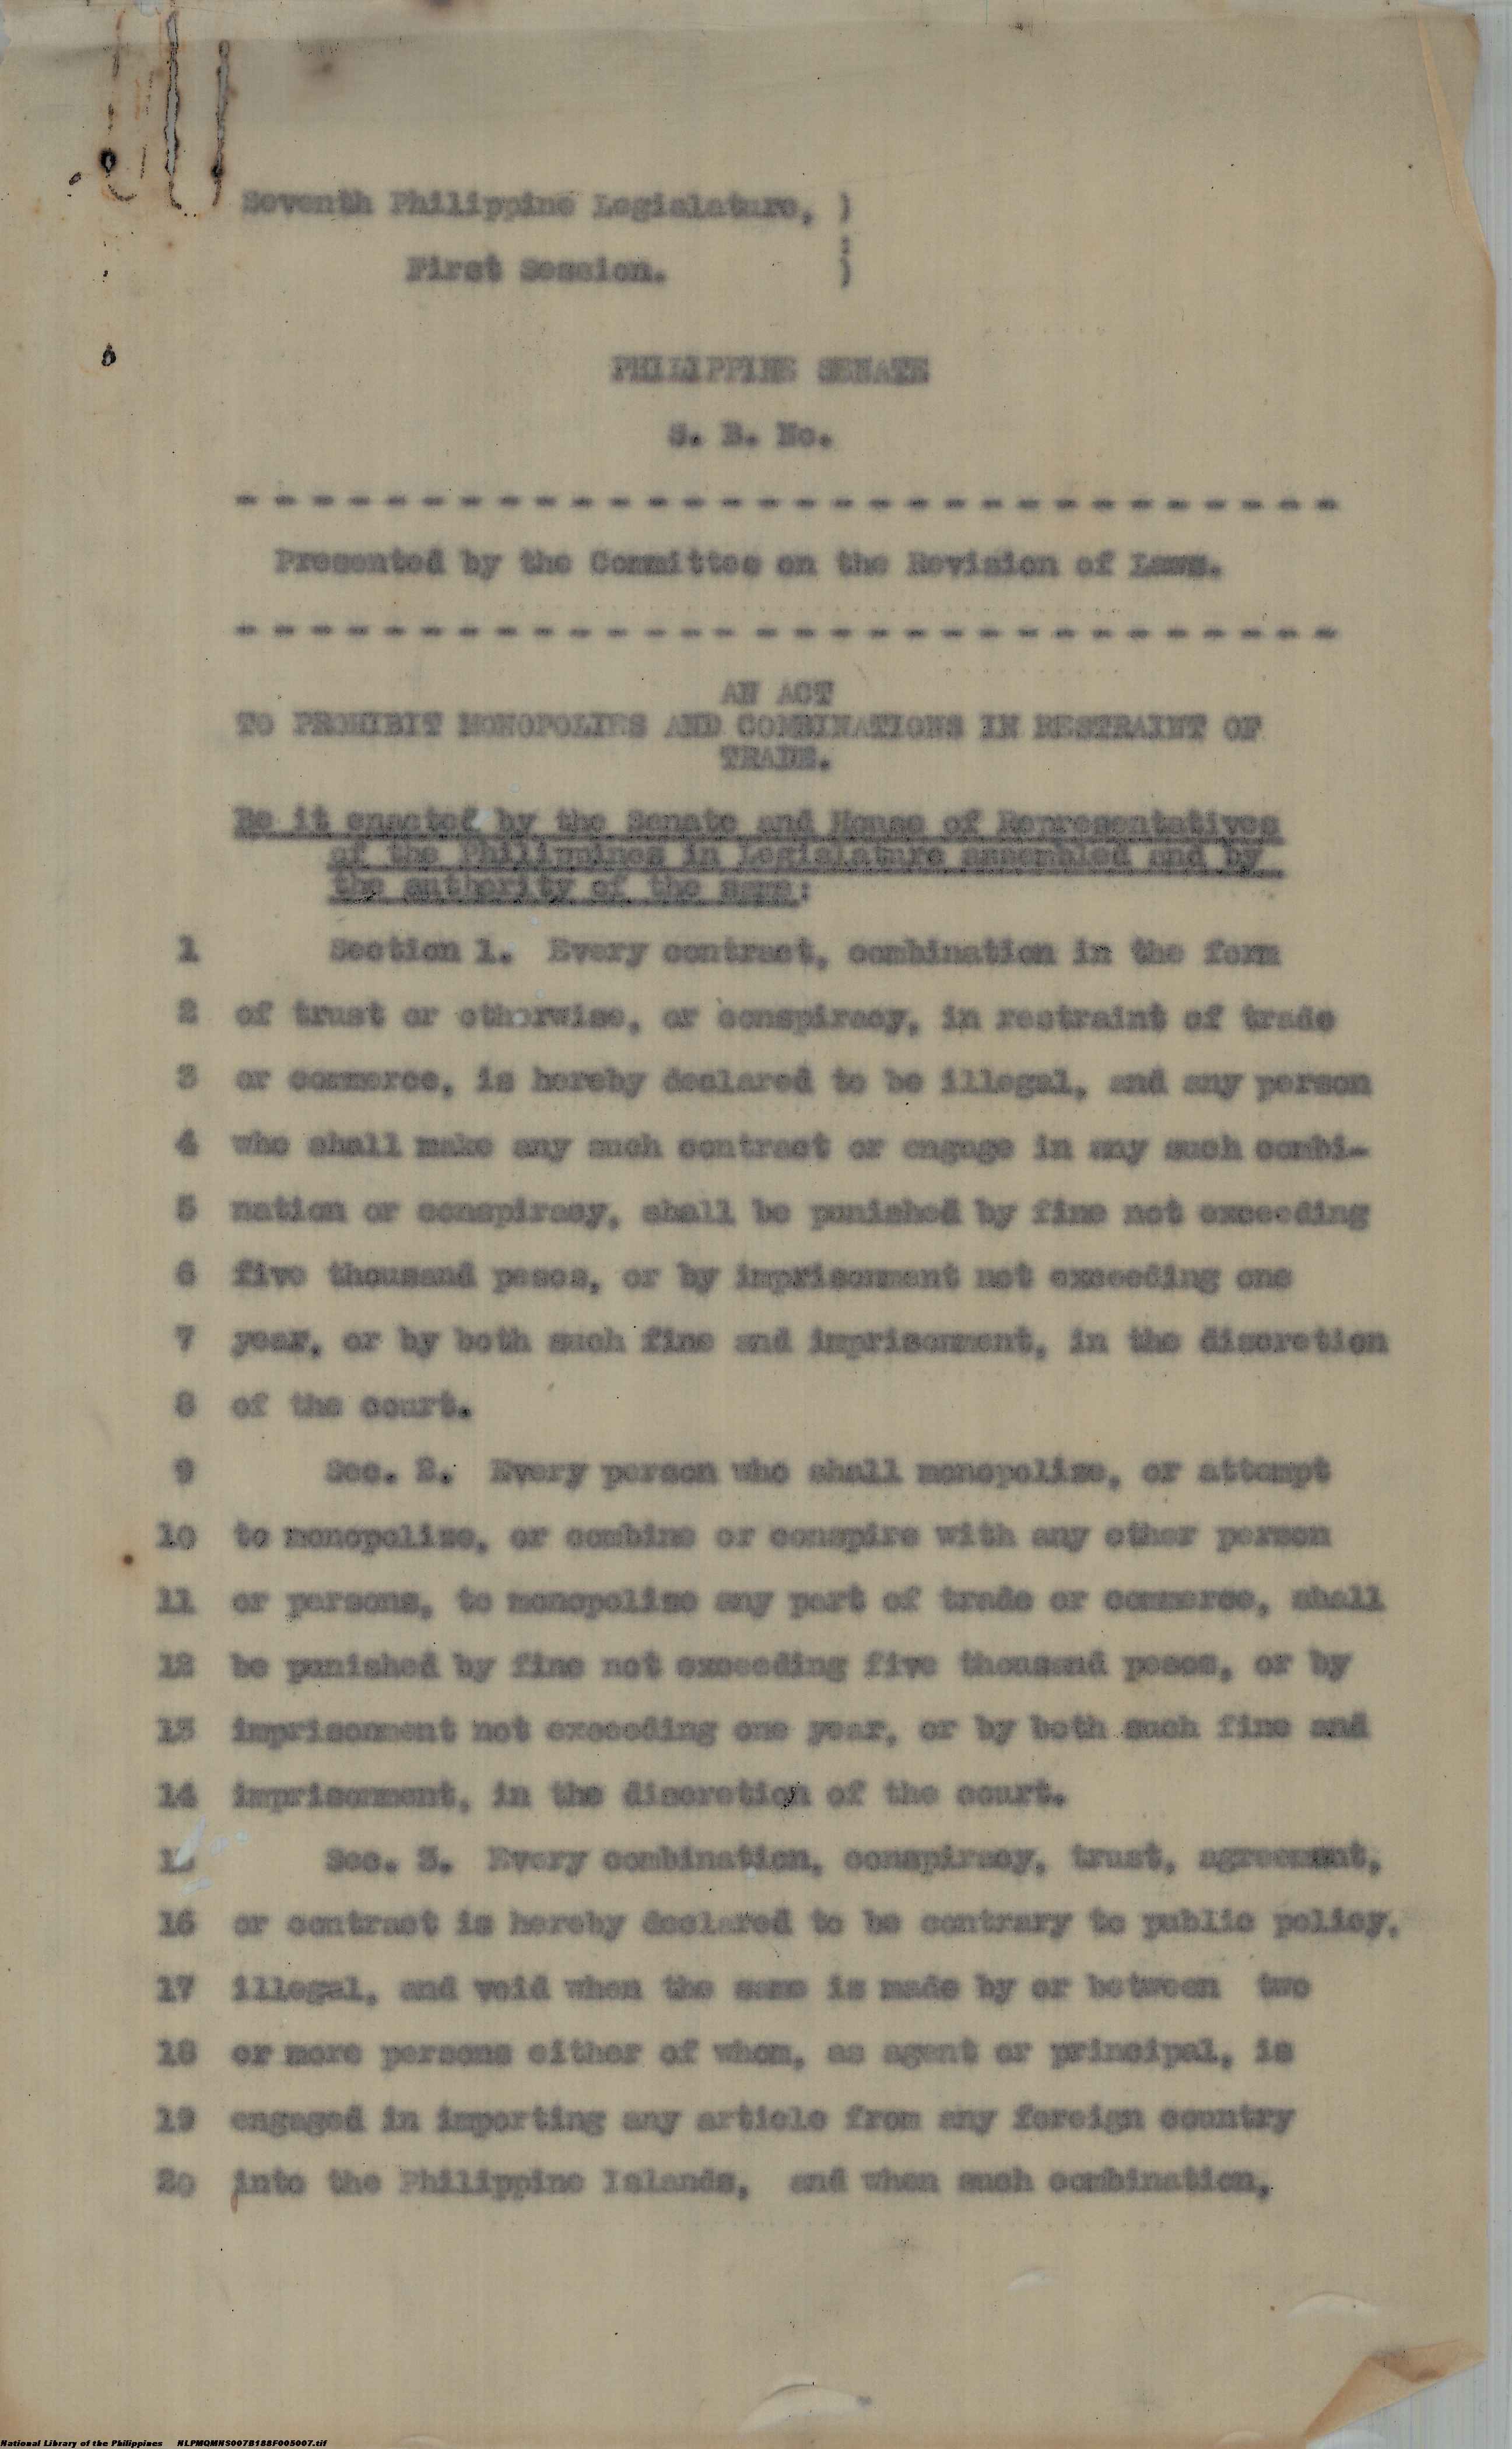 Seventh Philippine Legislature, )
:
First Session. )
PHILIPPINE SENATE
S. B. No.
- - - - - - - - - - - - - - - - - - - - - - - - - - - - - -
Presented by the Committee on the Revision of Laws.
- - - - - - - - - - - - - - - - - - - - - - - - - - - - - -
AN ACT
TO PROHIBIT MONOPOLIES AND COMBINATIONS IN RESTRAINT OF
TRADE.
Be it enacted by the Senate and House of Representatives
of the Philippines in Legislature assembled and by
the authority of the same:
1 Section 1. Every contract, combination in the form
2 of trust or otherwise, or conspiracy, in restraint of trade
3 or commerce, is hereby declared to be illegal, and any person
4 who shall make any such contract or engage in any such combi-
5 nation or conspiracy, shall be punished by fine not exceeding
6 five thousand pesos, or by imprisonment not exceeding one
7 year, or by both such fine and imprisonment, in the discretion
8 of the court.
9 Sec. 2. Every person who shall monopolize, or attempt
10 to monopolize, or combine or conspire with any other person
11 or persons, to monopolize any part of trade or commerce, shall
12 be punished by fine not exceeding five thousand pesos, or by
13 imprisonment not exceeding one year, or by both such fine and
14 imprisonment, in the discretion of the court.
15 Sec. 3. Every combination, conspiracy, trust, agreement,
16 or contract is hereby declared to be contrary to public policy,
17 illegal, and void when the same is made by or between two
18 or more persons either of whom, as agent or principal, is
19 engaged in importing any article from any foreign country
20 into the Philippine Islands, and when such combination,
National Library of the Philippines NLPMQMNS007B188F005007.tif